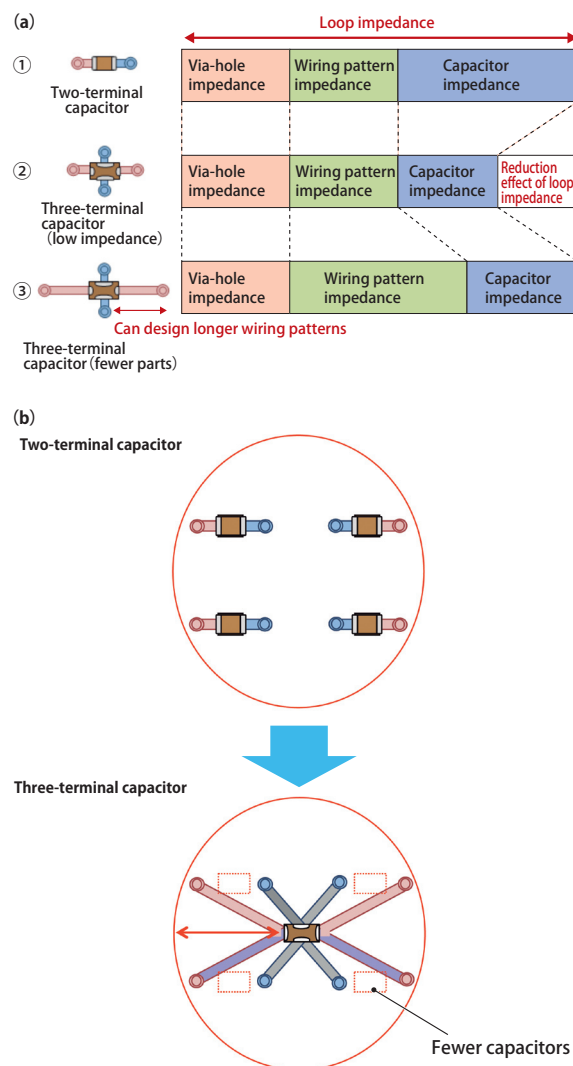 (a)
Loop impedance
①
Two-terminal
capacitor
Via-hole
impedance
Wiring pattern
impedance
Capacitor
impedance
②
Three-terminal
capacitor
(low impedance)
Via-hole
impedance
Wiring pattern
impedance
Capacitor
impedance
Reduction
effect of loop
impedance
③
Via-hole
impedance
Wiring pattern
impedance
Capacitor
impedance
Can design longer wiring patterns
Three-terminal
capacitor (fewer parts)
(b)
Two-terminal capacitor
Three-terminal capacitor
Fewer capacitors